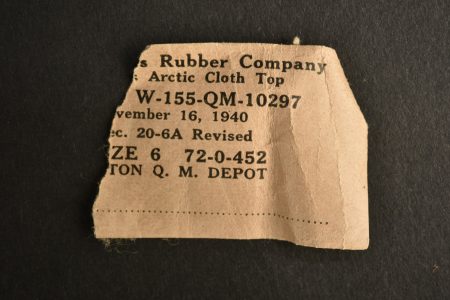 s Rubber Company
s Arctic Cloth Top
W-155-QM-10297
vember 16, 1940
ec. 20-6A Revised
ZE 6 72-0-452
TON Q. M. DEPOT